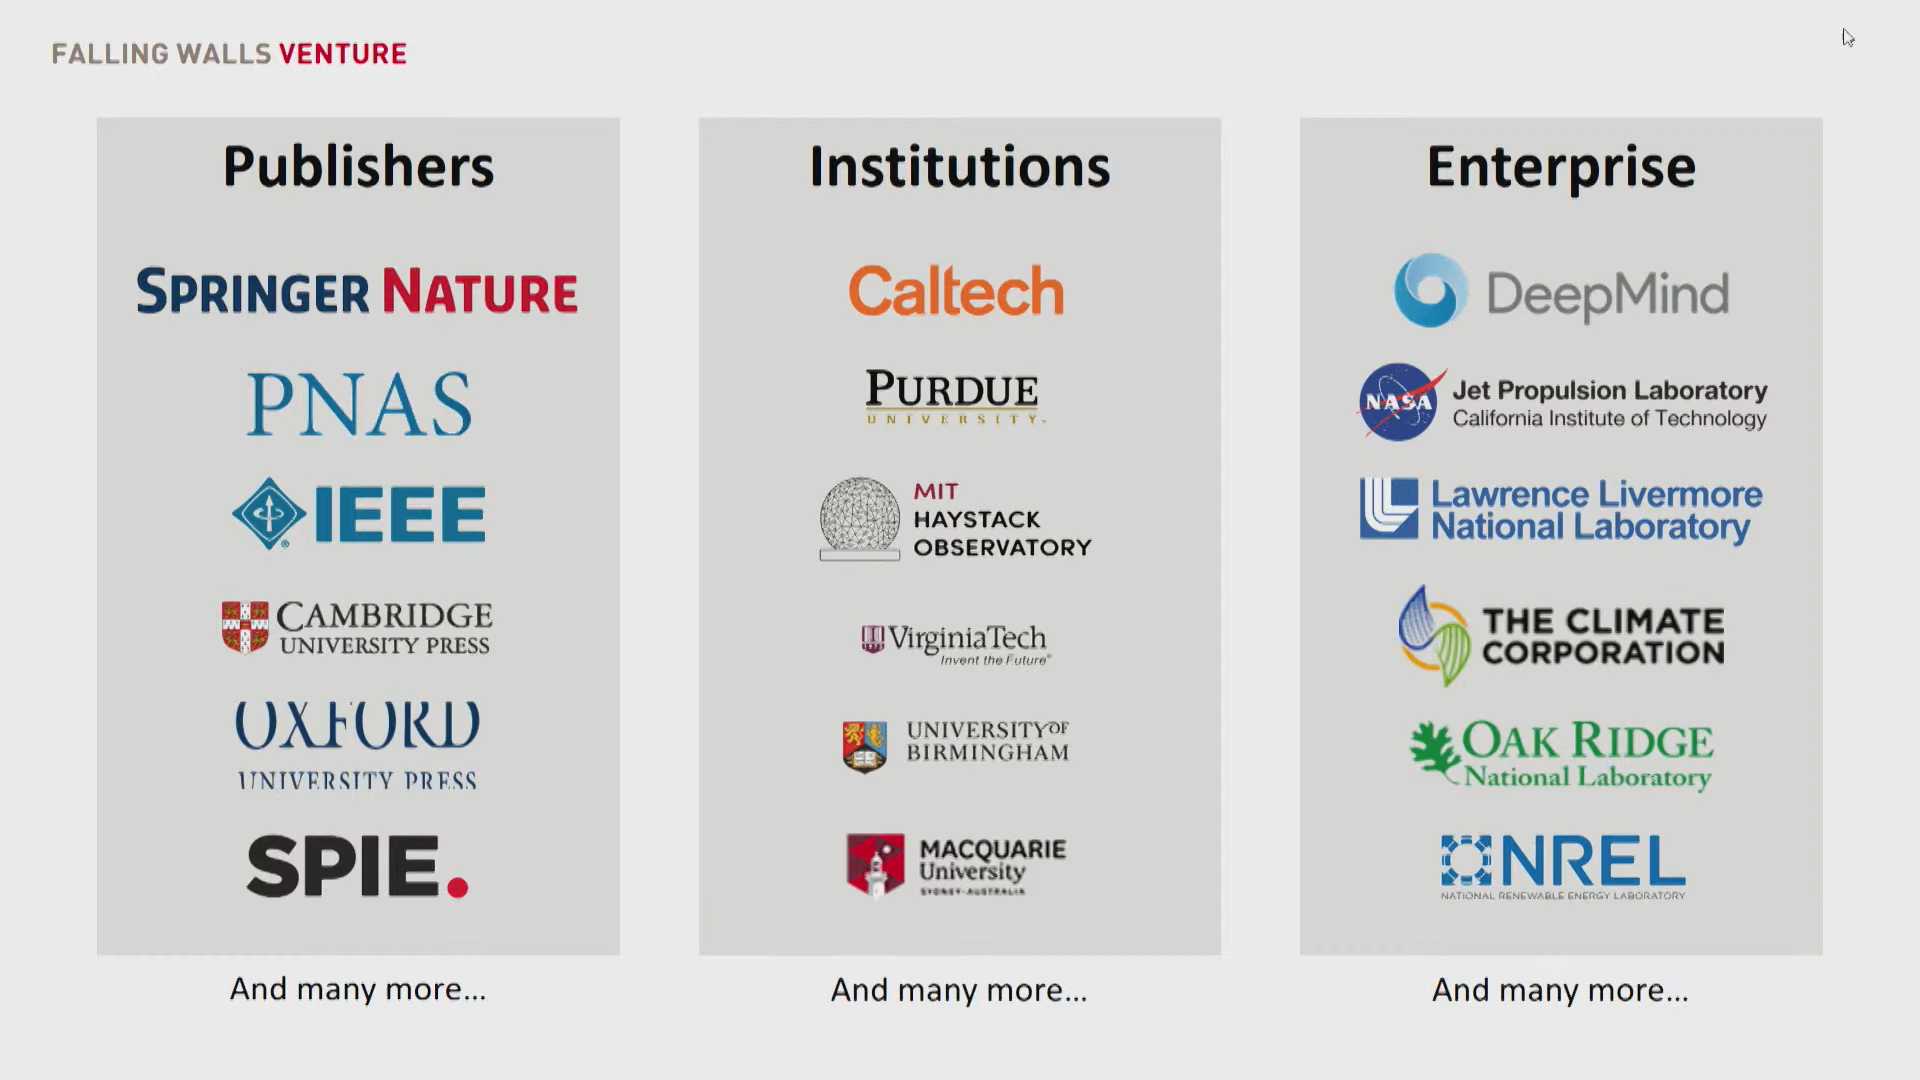 FALLING WALLS VENTURE
Publishers
SPRINGER NATURE
PNAS
IEEE
CAMBRIDGE
UNIVERSITY PRESS
OXFORD
UNIVERSITY PRESS
SPIE.
And many more...
Institutions
Caltech
PURDUE
UNIVERSITY
MIT
HAYSTACK
OBSERVATORY
VirginiaTech
Invent the Future®
UNIVERSITY OF
BIRMINGHAM
MACQUARIE
University
SYDNEY·AUSTRALIA
And many more...
Enterprise
DeepMind
NASA
Jet Propulsion Laboratory
California Institute of Technology
Lawrence Livermore
National Laboratory
THE CLIMATE
CORPORATION
OAK RIDGE
National Laboratory
NREL
NATIONAL RENEWABLE ENERGY LABORATORY
And many more...